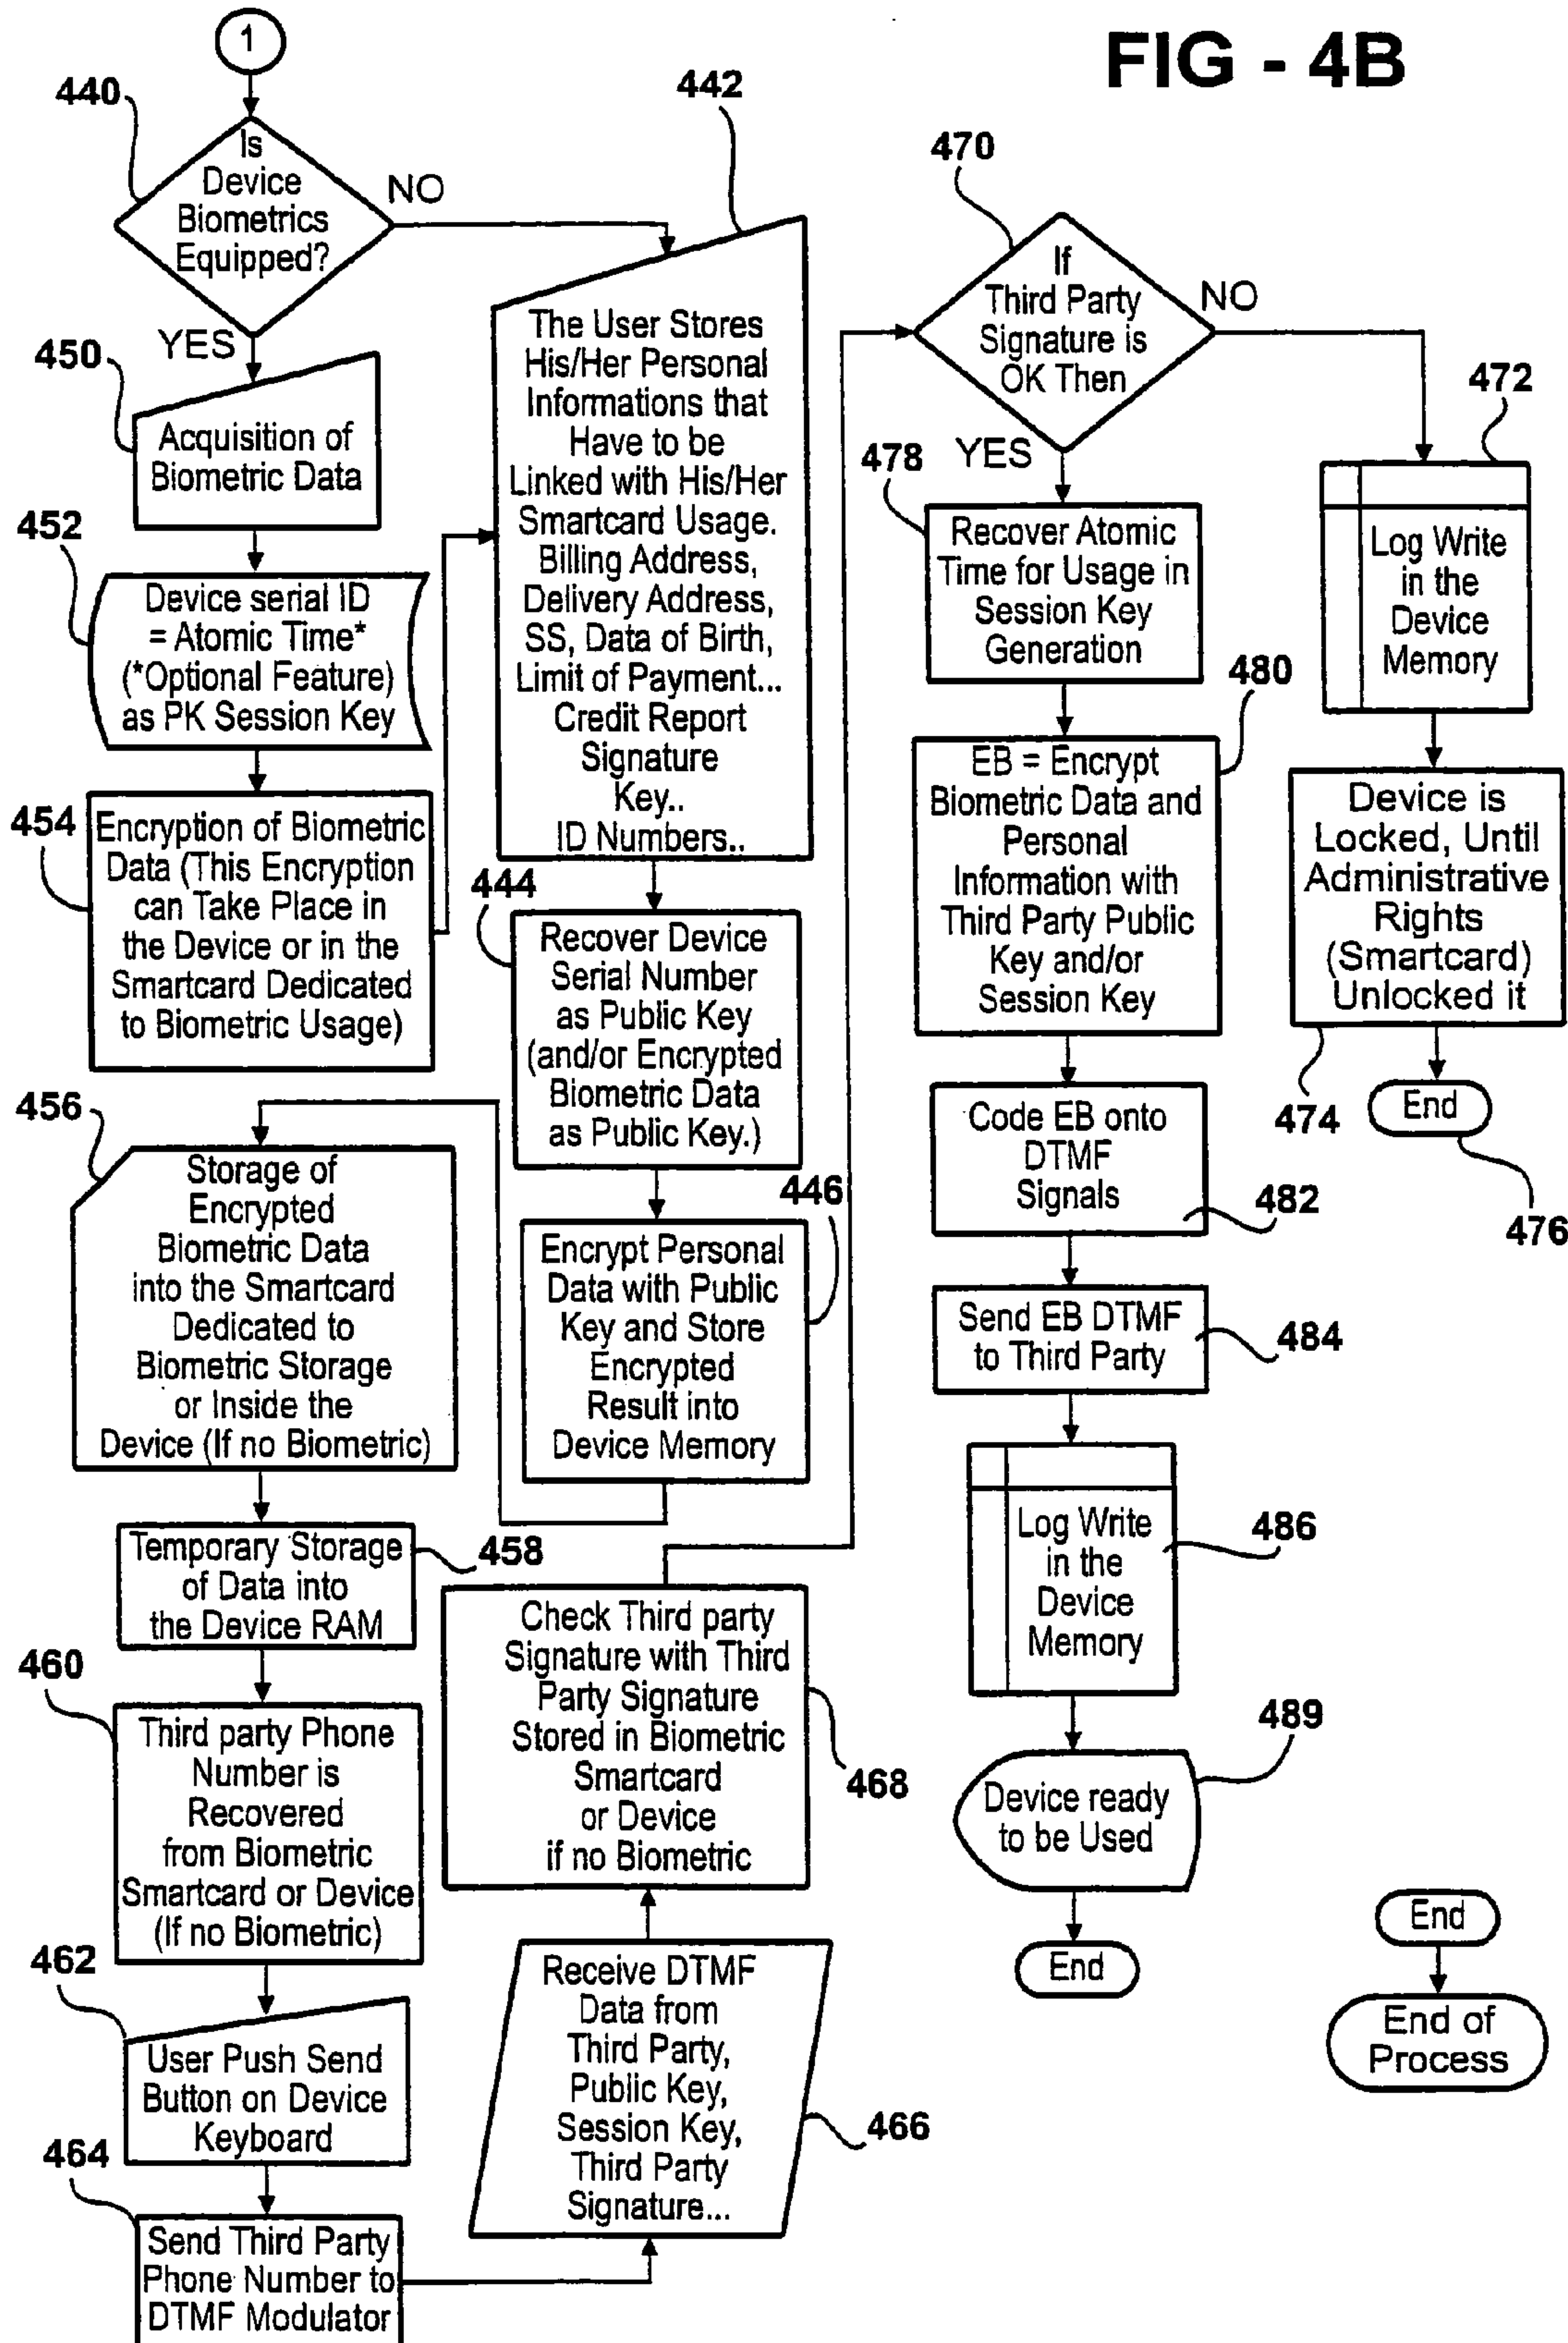 FIG - 4B
1
440
Is
Device
Biometrics
Equipped?
NO
YES
450
Acquisition of
Biometric Data
452
Device serial ID
= Atomic Time*
(*Optional Feature)
as PK Session Key
454
Encryption of Biometric
Data (This Encryption
can Take Place in
the Device or in the
Smartcard Dedicated
to Biometric Usage)
442
The User Stores
His/Her Personal
Informations that
Have to be
Linked with His/Her
Smartcard Usage.
Billing Address,
Delivery Address,
SS, Data of Birth,
Limit of Payment...
Credit Report
Signature
Key..
ID Numbers..
444
Recover Device
Serial Number
as Public Key
(and/or Encrypted
Biometric Data
as Public Key.)
446
Encrypt Personal
Data with Public
Key and Store
Encrypted
Result into
Device Memory
456
Storage of
Encrypted
Biometric Data
into the Smartcard
Dedicated to
Biometric Storage
or Inside the
Device (If no Biometric)
458
Temporary Storage
of Data into
the Device RAM
460
Third party Phone
Number is
Recovered
from Biometric
Smartcard or Device
(If no Biometric)
462
User Push Send
Button on Device
Keyboard
464
Send Third Party
Phone Number to
DTMF Modulator
466
Receive DTMF
Data from
Third Party,
Public Key,
Session Key,
Third Party
Signature...
468
Check Third party
Signature with Third
Party Signature
Stored in Biometric
Smartcard
or Device
if no Biometric
470
If
Third Party
Signature is
OK Then
NO
YES
472
Log Write
in the
Device
Memory
474
Device is
Locked, Until
Administrative
Rights
(Smartcard)
Unlocked it
End
476
478
Recover Atomic
Time for Usage in
Session Key
Generation
480
EB = Encrypt
Biometric Data and
Personal
Information with
Third Party Public
Key and/or
Session Key
482
Code EB onto
DTMF
Signals
484
Send EB DTMF
to Third Party
486
Log Write
in the
Device
Memory
489
Device ready
to be Used
End
End
End of
Process